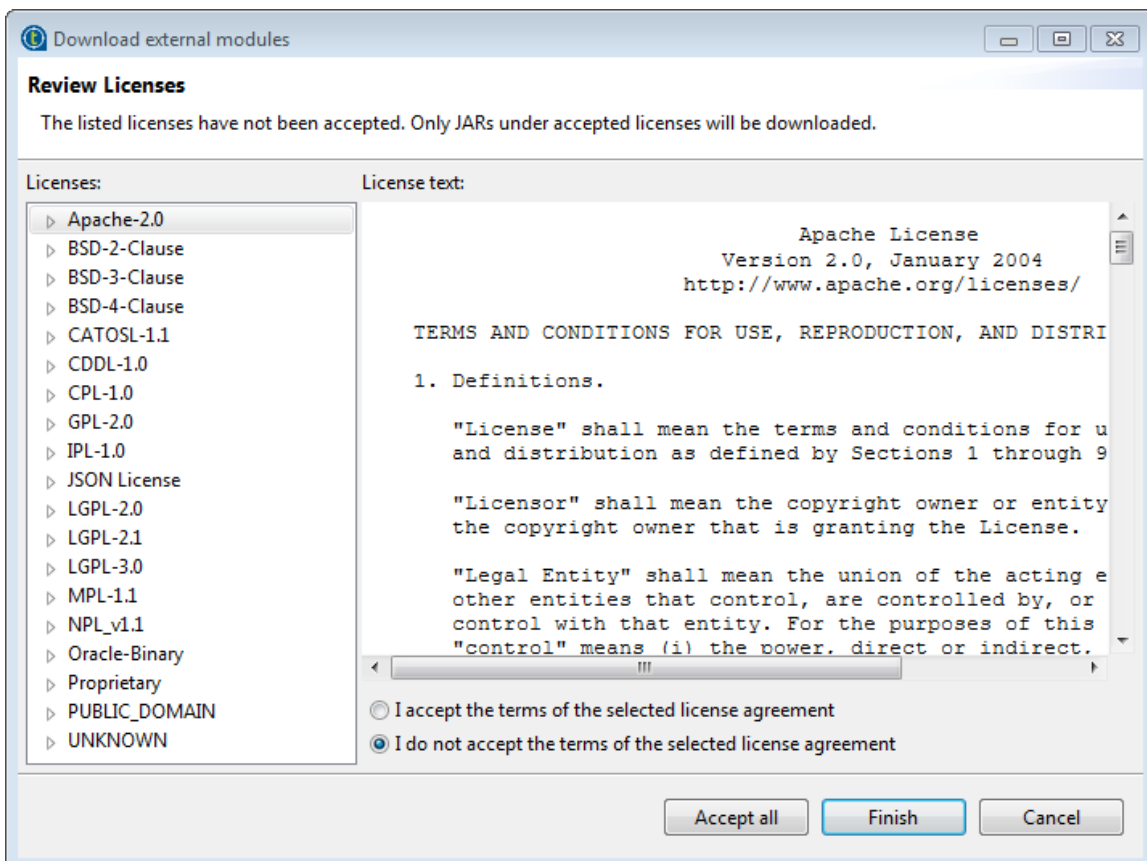 Download external modules
Review Licenses
The listed licenses have not been accepted. Only JARs under accepted licenses will be downloaded.
Licenses:
Apache-2.0
BSD-2-Clause
BSD-3-Clause
BSD-4-Clause
CATOSL-1.1
CDDL-1.0
CPL-1.0
GPL-2.0
IPL-1.0
JSON License
LGPL-2.0
LGPL-2.1
LGPL-3.0
MPL-1.1
NPL_v1.1
Oracle-Binary
Proprietary
PUBLIC_DOMAIN
UNKNOWN
License text:
Apache License
Version 2.0, January 2004
http://www.apache.org/licenses/
TERMS AND CONDITIONS FOR USE, REPRODUCTION, AND DISTRI
1. Definitions.
"License" shall mean the terms and conditions for u
and distribution as defined by Sections 1 through 9
"Licensor" shall mean the copyright owner or entity
the copyright owner that is granting the License.
"Legal Entity" shall mean the union of the acting e
other entities that control, are controlled by, or
control with that entity. For the purposes of this
"control" means (i) the power, direct or indirect,
I accept the terms of the selected license agreement
I do not accept the terms of the selected license agreement
Accept all
Finish
Cancel